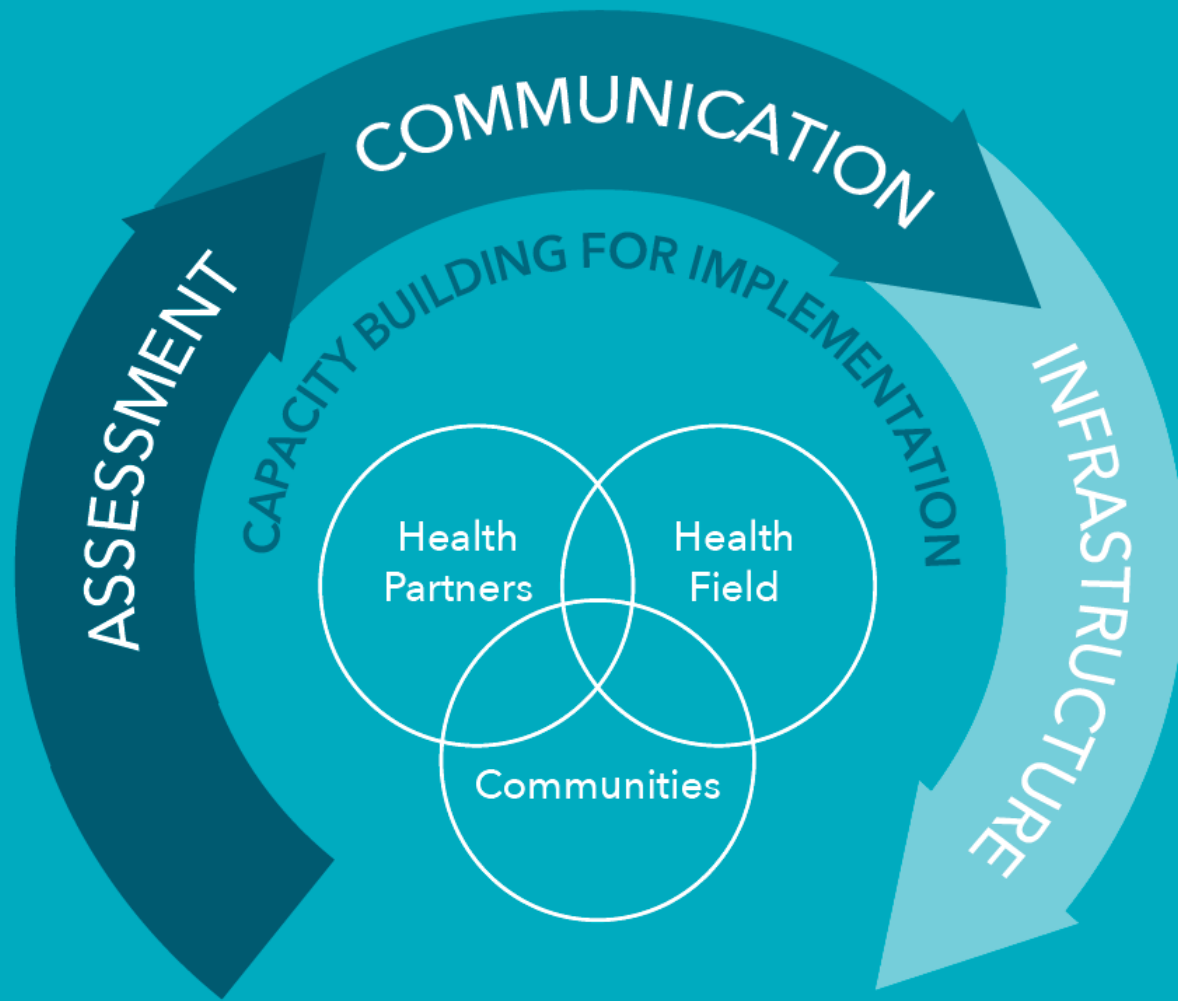 COMMUNICATION
ASSESSMENT
INFRASTRUCTURE
CAPACITY BUILDING FOR IMPLEMENTATION
Health
Partners
Health
Field
Communities